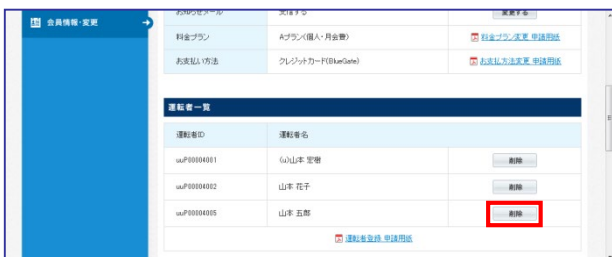 お知らせメール 受信する 変更する
会員情報・変更
料金プラン Aプラン(個人・月会費) 料金プラン変更 申請用紙
お支払い方法 クレジットカード(BlueGate) お支払方法変更 申請用紙
運転者一覧
運転者ID 運転者名
uuP00004001 (u)山本 宏樹 削除
uuP00004002 山本 花子 削除
uuP00004005 山本 五郎 削除
運転者登録 申請用紙